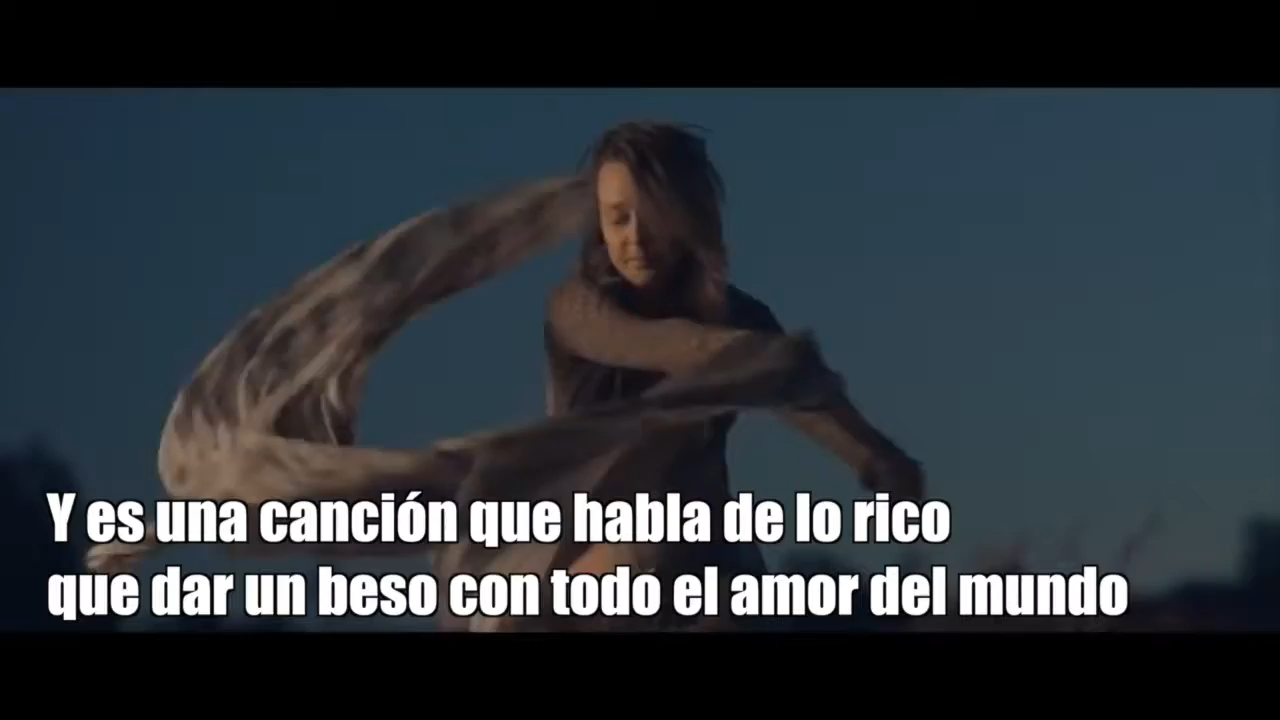 Y es una canción que habla de lo rico
que dar un beso con todo el amor del mundo